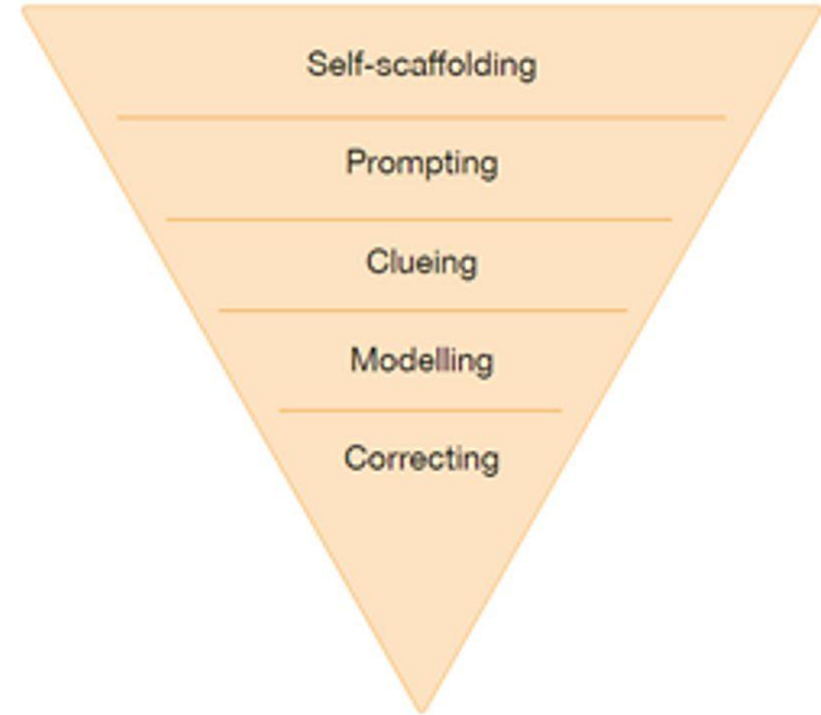 Self-scaffolding
Prompting
Clueing
Modelling
Correcting